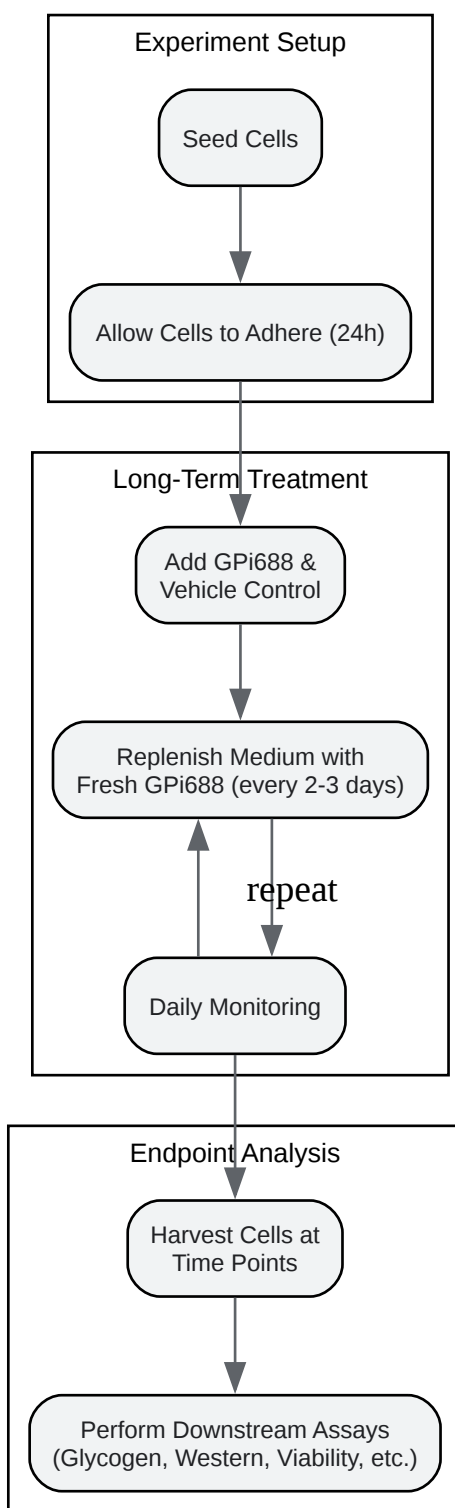 Experiment Setup
Seed Cells
Allow Cells to Adhere (24h)
Long-Term Treatment
Add GPi688 &
Vehicle Control
Replenish Medium with
Fresh GPi688 (every 2-3 days)
repeat
Daily Monitoring
Endpoint Analysis
Harvest Cells at
Time Points
Perform Downstream Assays
(Glycogen, Western, Viability, etc.)